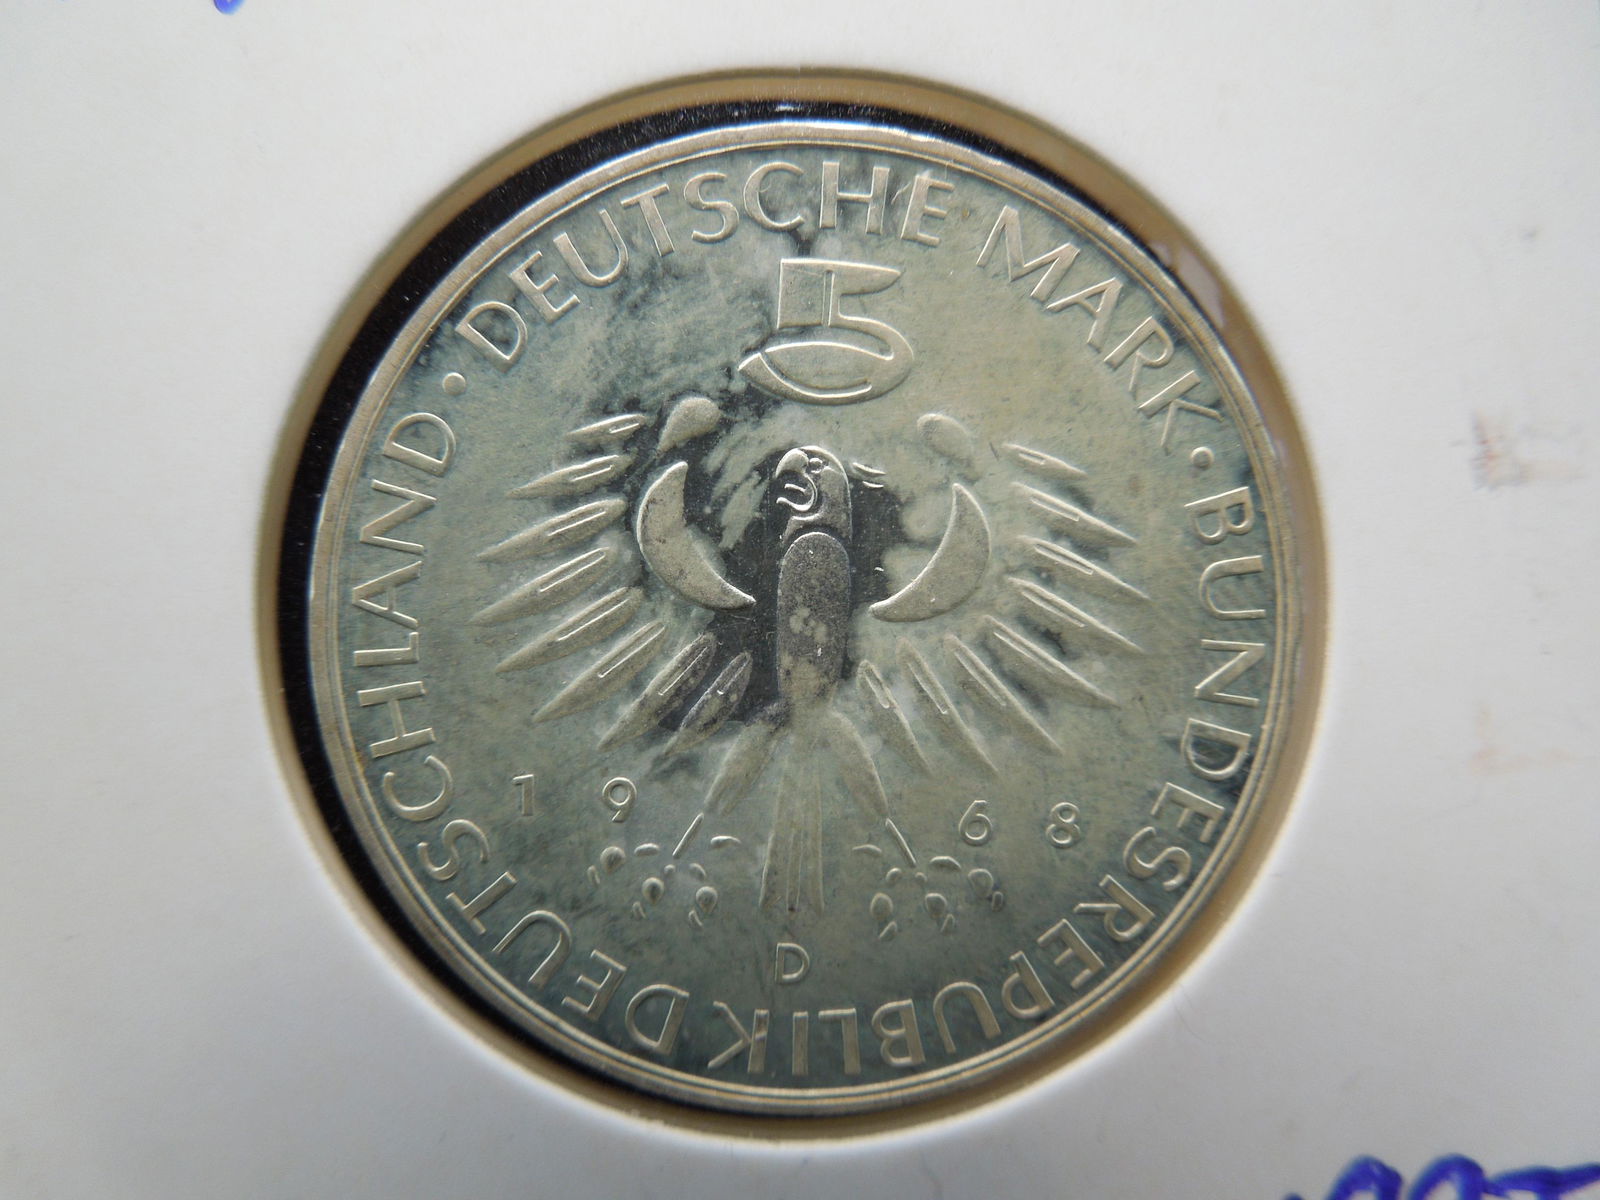 · DEUTSCHE MARK · BUNDESREPUBLIK DEUTSCHLAND
5
1968
D